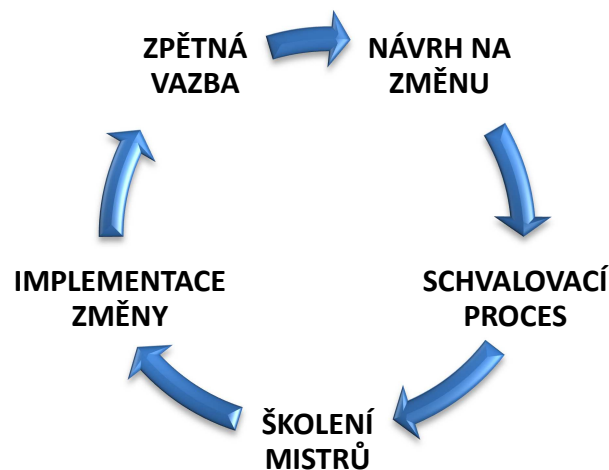 ZPĚTNÁ
VAZBA
NÁVRH NA
ZMĚNU
SCHVALOVACÍ
PROCES
ŠKOLENÍ
MISTRŮ
IMPLEMENTACE
ZMĚNY